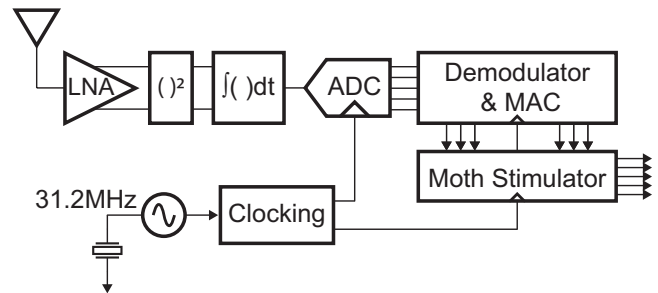 LNA
( )²
∫( )dt
ADC
Demodulator
& MAC
Moth Stimulator
31.2MHz
Clocking